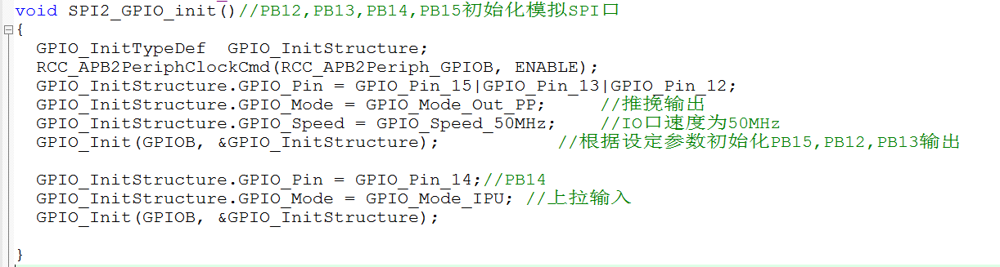 void SPI2_GPIO_init()//PB12,PB13,PB14,PB15初始化模拟SPI口
{
GPIO_InitTypeDef  GPIO_InitStructure;
RCC_APB2PeriphClockCmd(RCC_APB2Periph_GPIOB, ENABLE);
GPIO_InitStructure.GPIO_Pin = GPIO_Pin_15|GPIO_Pin_13|GPIO_Pin_12;
GPIO_InitStructure.GPIO_Mode = GPIO_Mode_Out_PP;     //推挽输出
GPIO_InitStructure.GPIO_Speed = GPIO_Speed_50MHz;    //IO口速度为50MHz
GPIO_Init(GPIOB, &GPIO_InitStructure);          //根据设定参数初始化PB15,PB12,PB13输出
GPIO_InitStructure.GPIO_Pin = GPIO_Pin_14;//PB14
GPIO_InitStructure.GPIO_Mode = GPIO_Mode_IPU; //上拉输入
GPIO_Init(GPIOB, &GPIO_InitStructure);
}